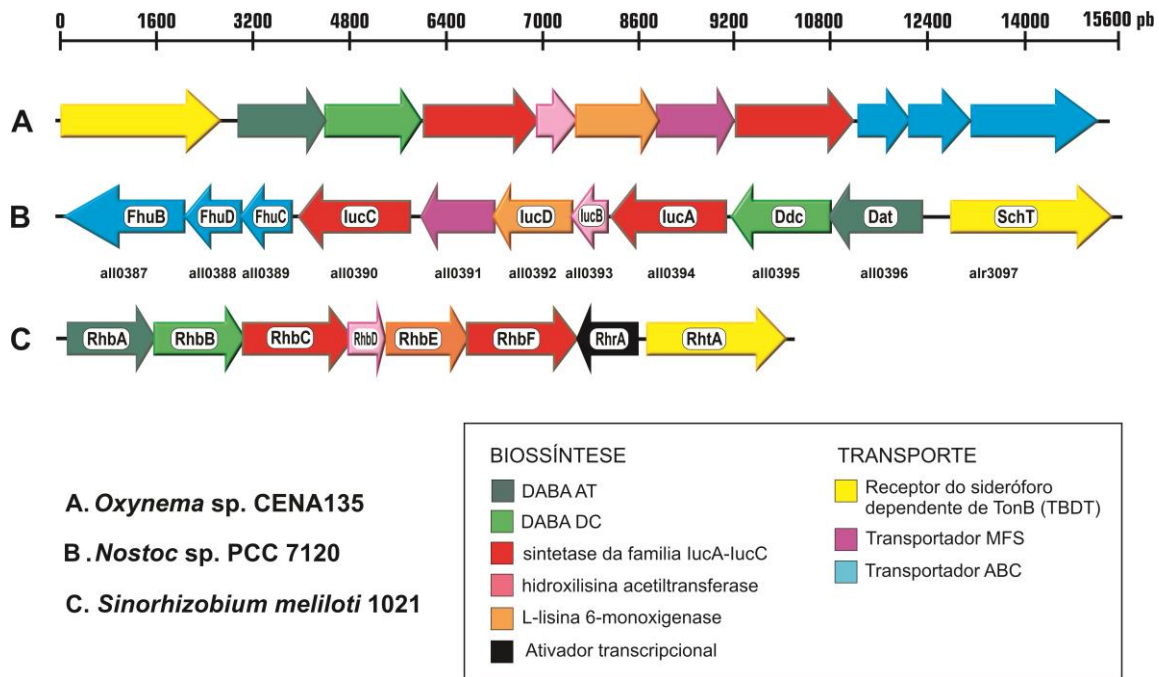 0 1600 3200 4800 6400 7000 8600 9200 10800 12400 14000 15600 pb
A
B FhuB FhuD FhuC IucC IucD IucB IucA Ddc Dat SchT
all0387 all0388 all0389 all0390 all0391 all0392 all0393 all0394 all0395 all0396 alr3097
C RhbA RhbB RhbC RhbD RhbE RhbF RhrA RhtA
A. Oxynema sp. CENA135
B . Nostoc sp. PCC 7120
C. Sinorhizobium meliloti 1021
BIOSSÍNTESE
DABA AT
DABA DC
sintetase da familia IucA-IucC
hidroxilisina acetiltransferase
L-lisina 6-monoxigenase
Ativador transcripcional
TRANSPORTE
Receptor do sideróforo
dependente de TonB (TBDT)
Transportador MFS
Transportador ABC